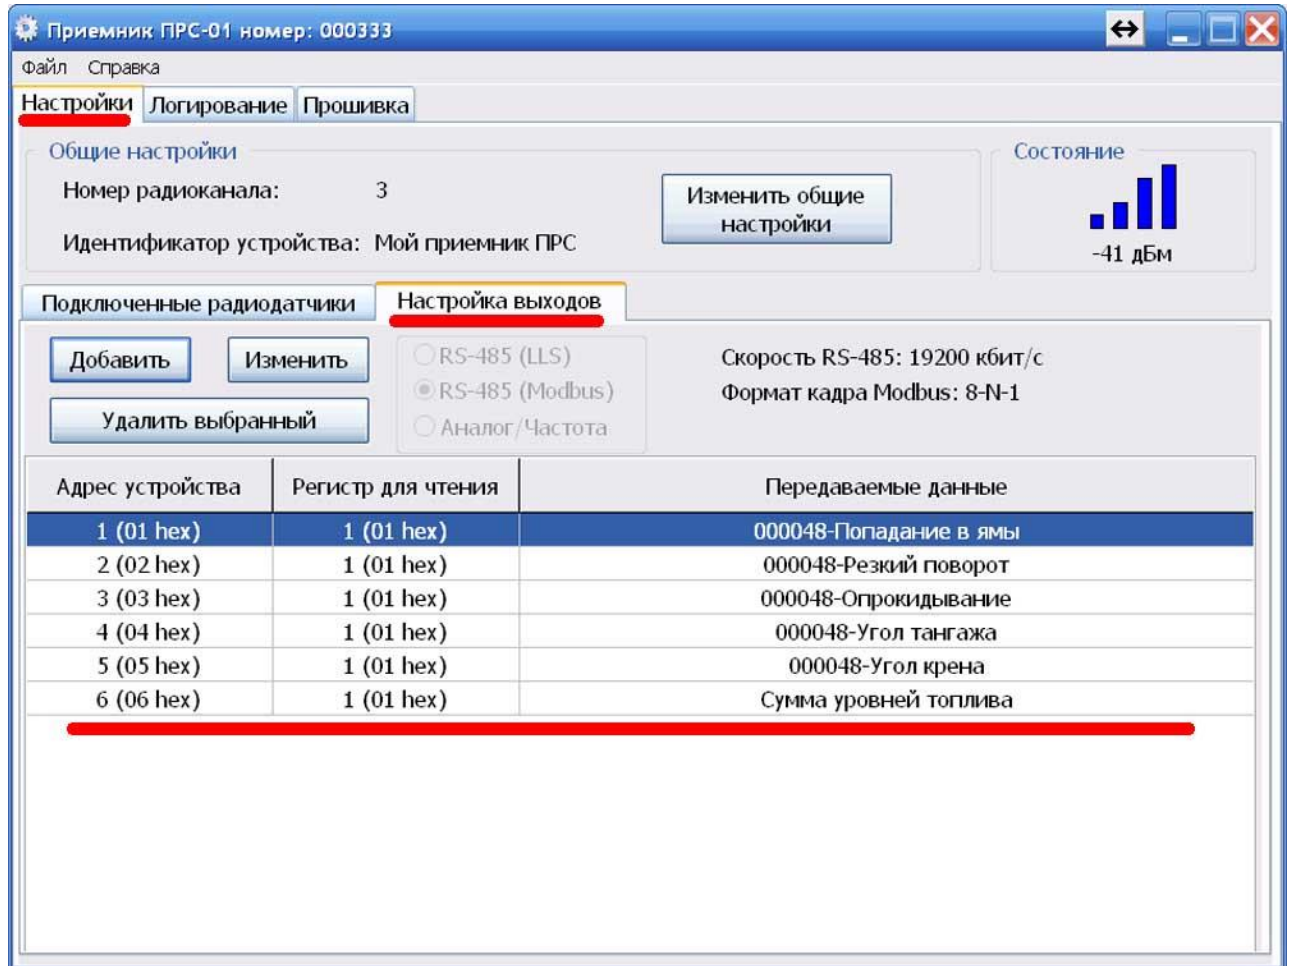 Приемник ПРС-01 номер: 000333
Файл Справка
Настройки Логирование Прошивка
Общие настройки Состояние
Номер радиоканала: 3 Изменить общие
настройки
Идентификатор устройства: Мой приемник ПРС
-41 дБм
Подключенные радиодатчики Настройка выходов
Добавить Изменить RS-485 (LLS) Скорость RS-485: 19200 кбит/с
RS-485 (Modbus) Формат кадра Modbus: 8-N-1
Удалить выбранный Аналог/Частота
Адрес устройства Регистр для чтения Передаваемые данные
1 (01 hex) 1 (01 hex) 000048-Попадание в ямы
2 (02 hex) 1 (01 hex) 000048-Резкий поворот
3 (03 hex) 1 (01 hex) 000048-Опрокидывание
4 (04 hex) 1 (01 hex) 000048-Угол тангажа
5 (05 hex) 1 (01 hex) 000048-Угол крена
6 (06 hex) 1 (01 hex) Сумма уровней топлива